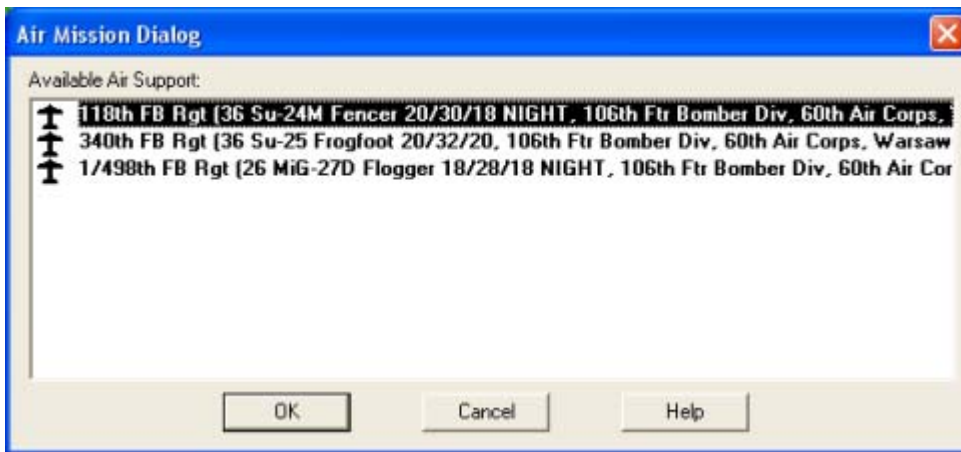 Air Mission Dialog
Available Air Support:
118th FB Rgt (36 Su-24M Fencer 20/30/18 NIGHT, 106th Ftr Bomber Div, 60th Air Corps,
340th FB Rgt (36 Su-25 Frogfoot 20/32/20, 106th Ftr Bomber Div, 60th Air Corps, Warsaw
1/498th FB Rgt (26 MiG-27D Flogger 18/28/18 NIGHT, 106th Ftr Bomber Div, 60th Air Cor
OK Cancel Help